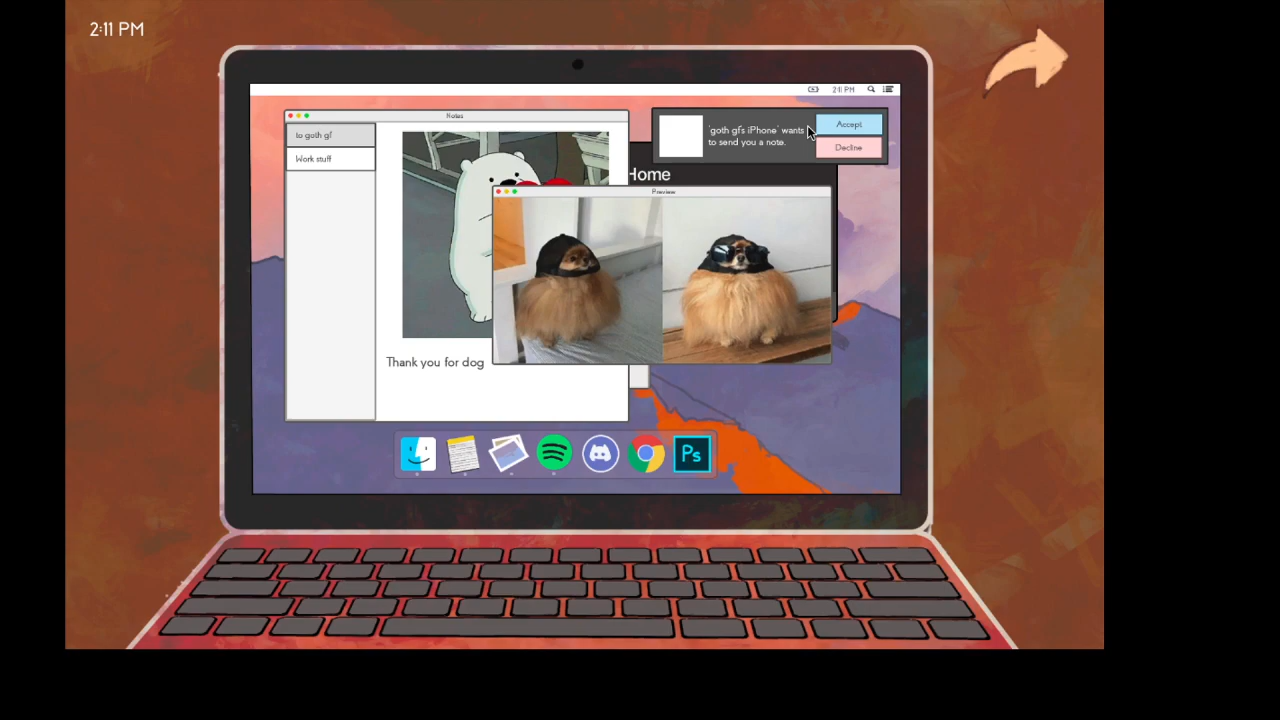 2:11 PM
2:11 PM
Notes
to goth gf
Work stuff
'goth gfs iPhone' wants
to send you a note.
Accept
Decline
Home
Preview
Thank you for dog
Ps